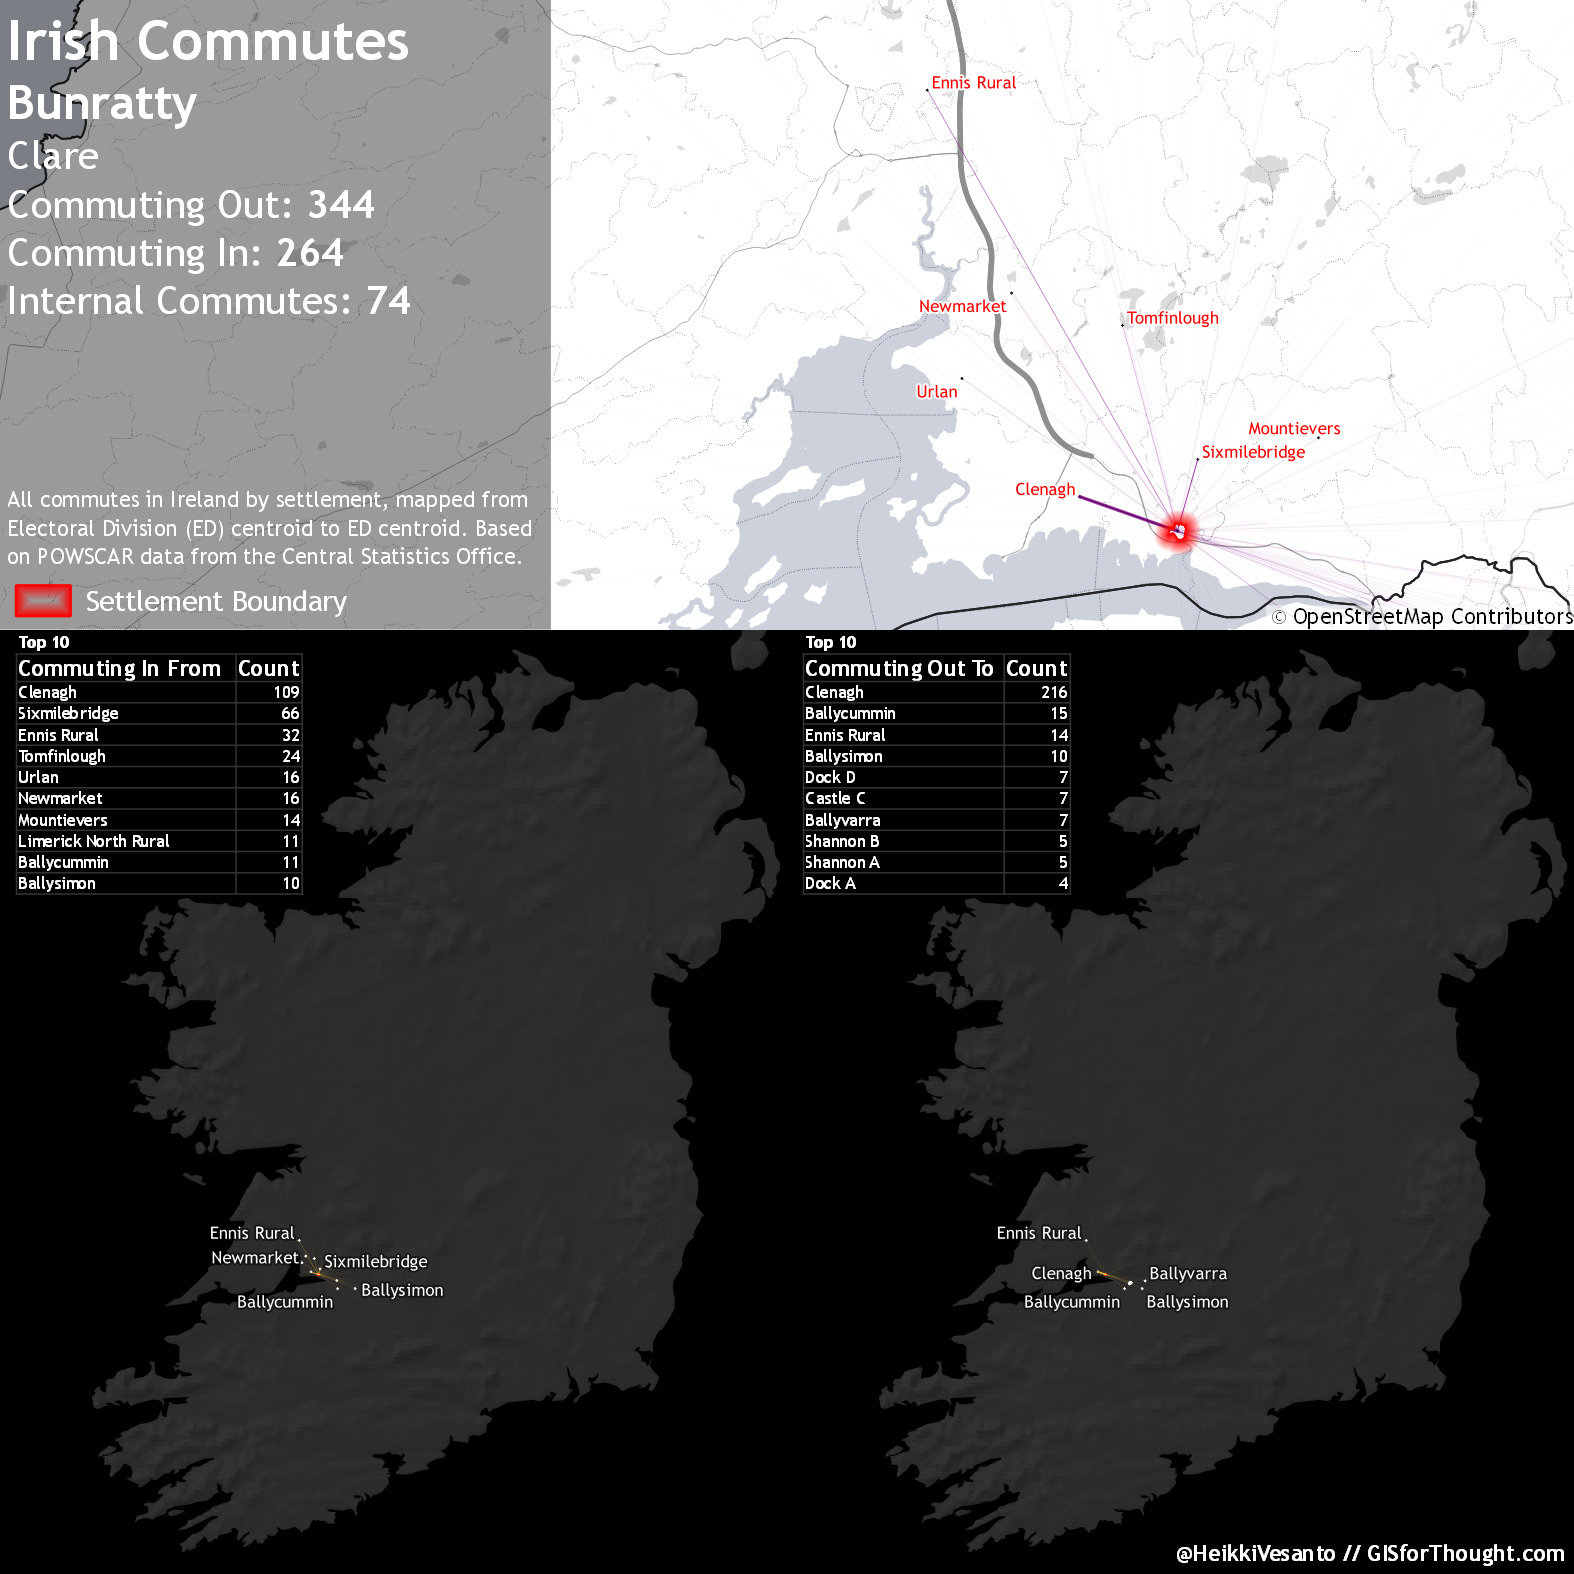 Irish Commutes
Bunratty
Clare
Commuting Out: 344
Commuting In: 264
Internal Commutes: 74
All commutes in Ireland by settlement, mapped from
Electoral Division (ED) centroid to ED centroid. Based
on POWSCAR data from the Central Statistics Office.
Settlement Boundary
Ennis Rural
Newmarket
Tomfinlough
Urlan
Mountievers
Sixmilebridge
Clenagh
© OpenStreetMap Contributors
Top 10
Commuting In From Count
Clenagh 109
Sixmilebridge 66
Ennis Rural 32
Tomfinlough 24
Urlan 16
Newmarket 16
Mountievers 14
Limerick North Rural 11
Ballycummin 11
Ballysimon 10
Top 10
Commuting Out To Count
Clenagh 216
Ballycummin 15
Ennis Rural 14
Ballysimon 10
Dock D 7
Castle C 7
Ballyvarra 7
Shannon B 5
Shannon A 5
Dock A 4
Ennis Rural
Newmarket
Sixmilebridge
Ballysimon
Ballycummin
Ennis Rural
Clenagh
Ballyvarra
Ballycummin
Ballysimon
@HeikkiVesanto // GISforThought.com